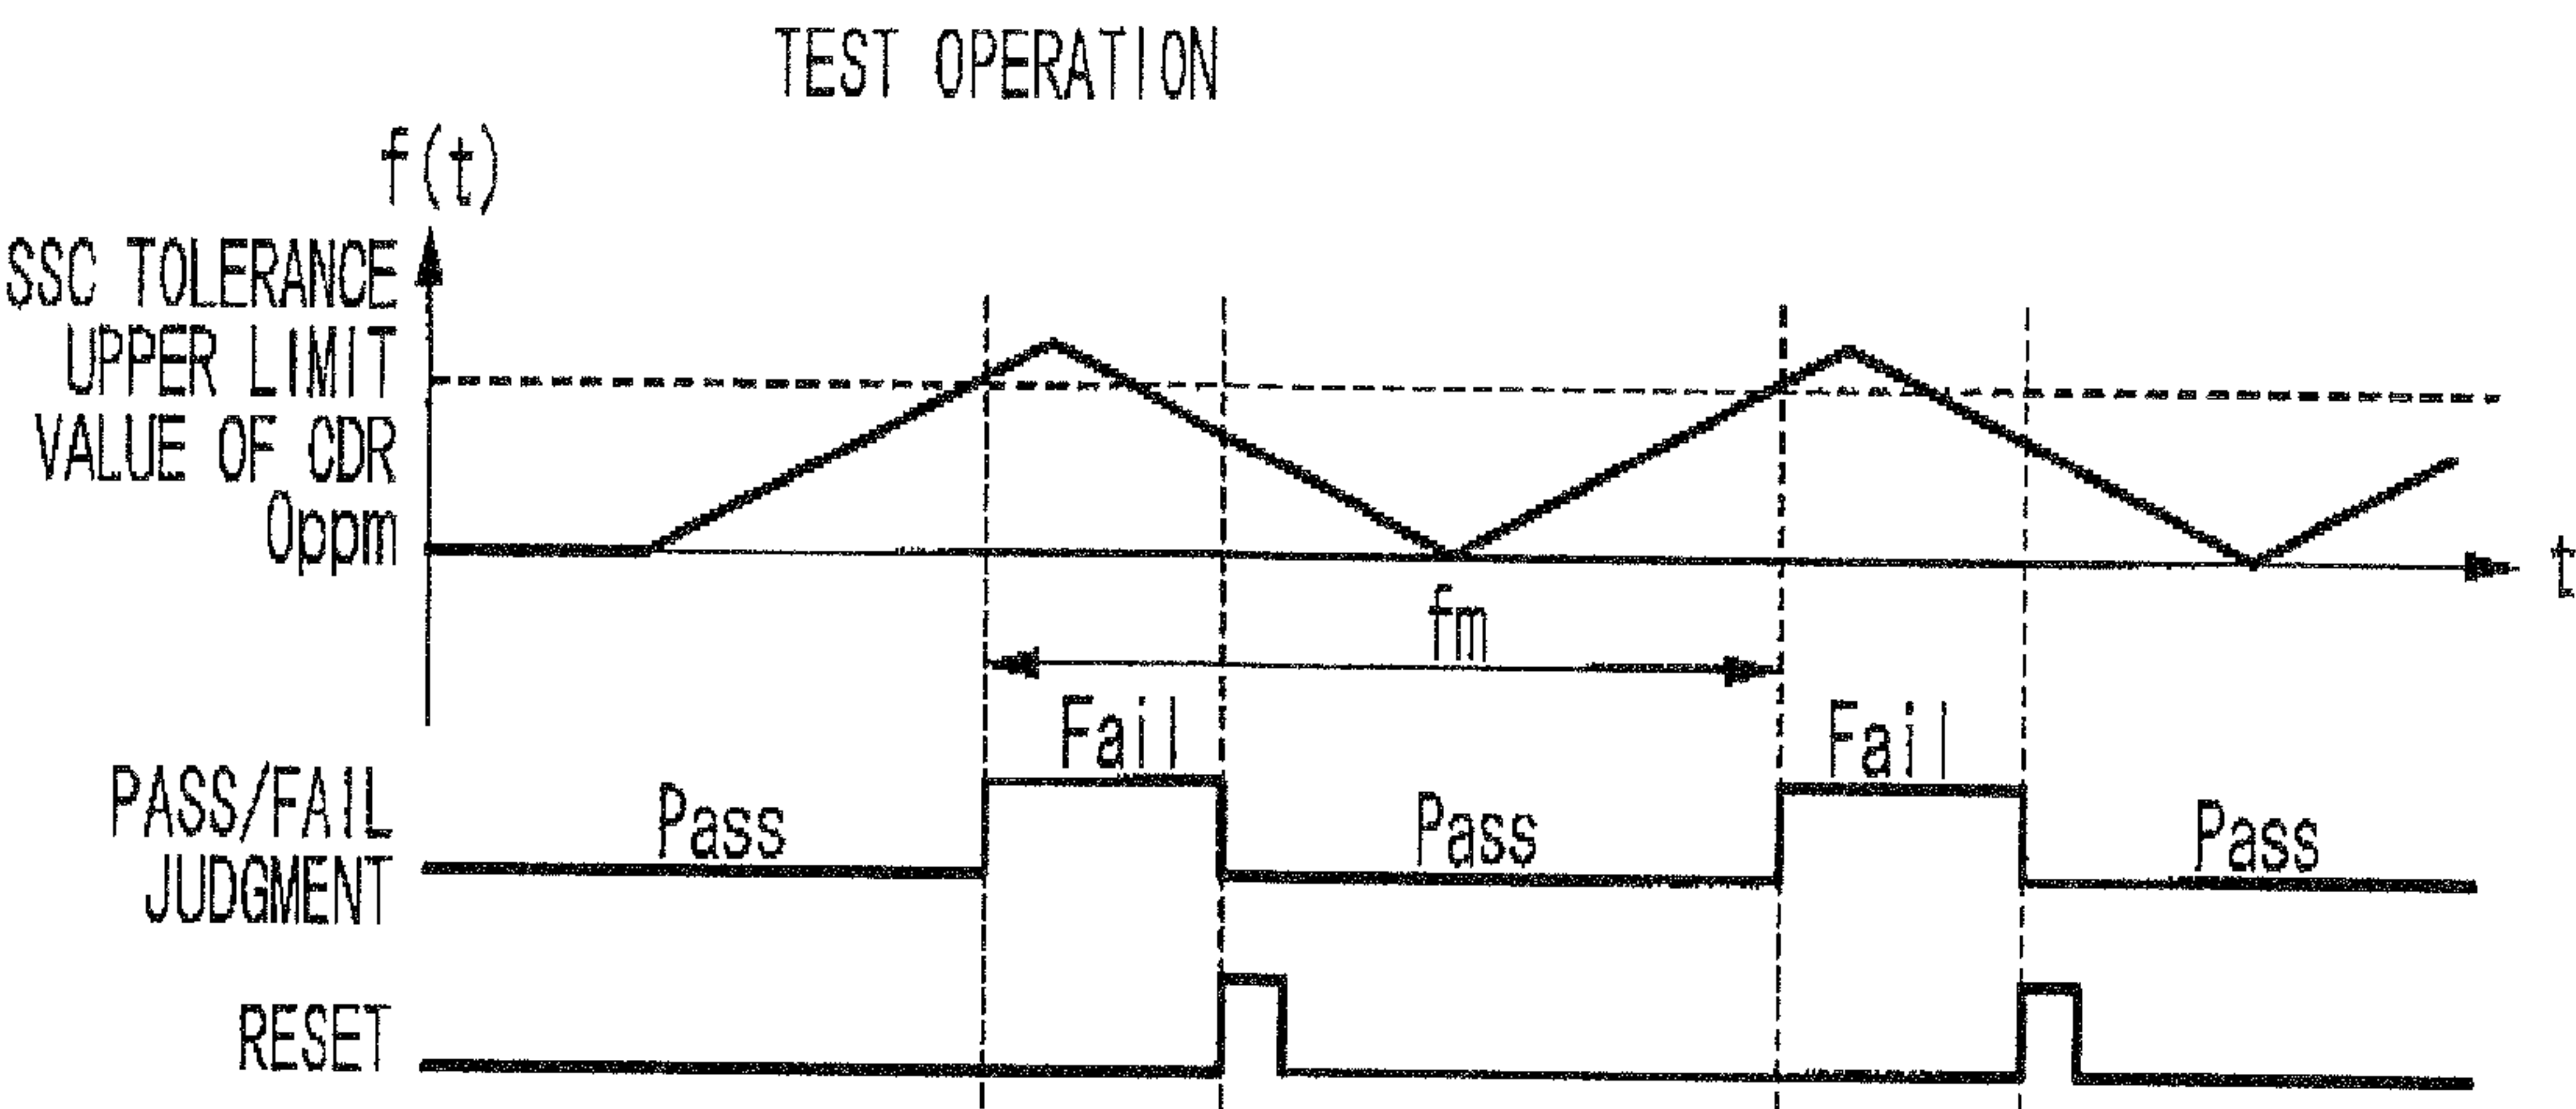 TEST OPERATION
f(t)
SSC TOLERANCE
UPPER LIMIT
VALUE OF CDR
0ppm
t
fm
Fail
Fail
PASS/FAIL
JUDGMENT
Pass
Pass
Pass
RESET